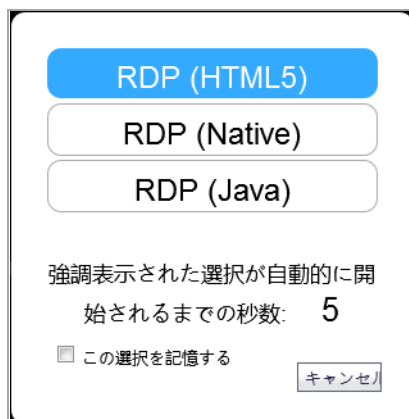 RDP (HTML5)
RDP (Native)
RDP (Java)
強調表示された選択が自動的に開
始されるまでの秒数: 5
この選択を記憶する
キャンセル